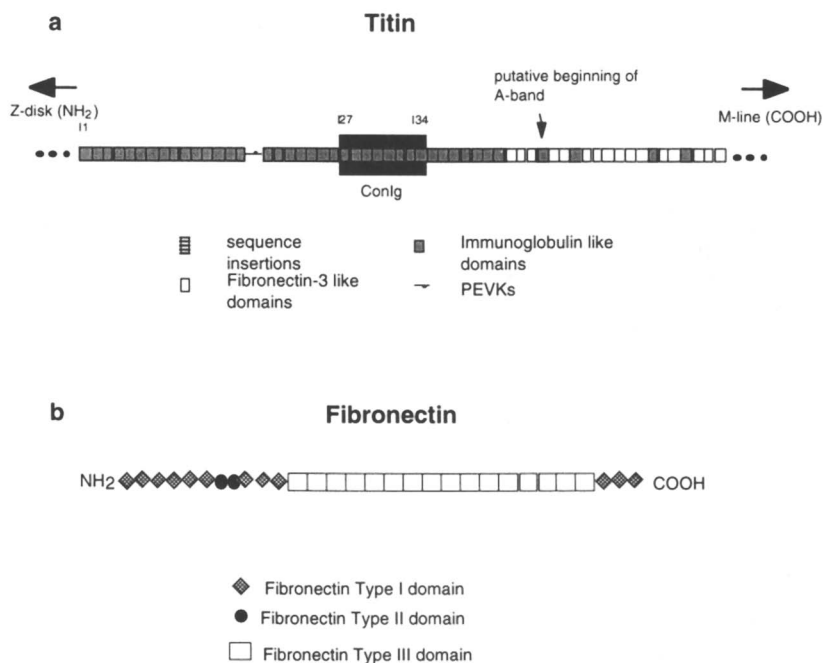 a
Titin
Z-disk (NH2)
I1
I27
I34
putative beginning of
A-band
M-line (COOH)
ConIg
sequence
insertions
Immunoglobulin like
domains
Fibronectin-3 like
domains
PEVKs
b
Fibronectin
NH2
COOH
Fibronectin Type I domain
Fibronectin Type II domain
Fibronectin Type III domain